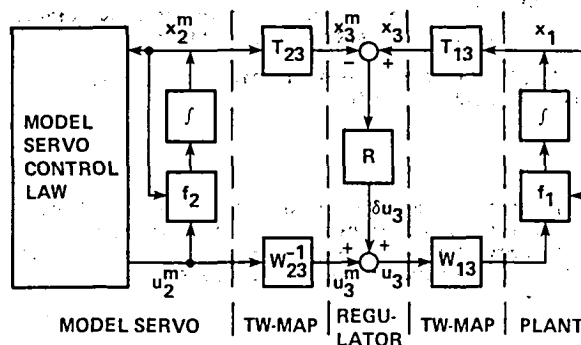 x₂ᵐ T₂₃ x₃ᵐ x₃ T₁₃ x₁
− +
∫ ∫
MODEL
SERVO
CONTROL
LAW
R
f₂ f₁
δu₃
+ +
u₂ᵐ W₂₃⁻¹ u₃ᵐ u₃ W₁₃
MODEL SERVO TW-MAP REGU- TW-MAP PLANT
LATOR